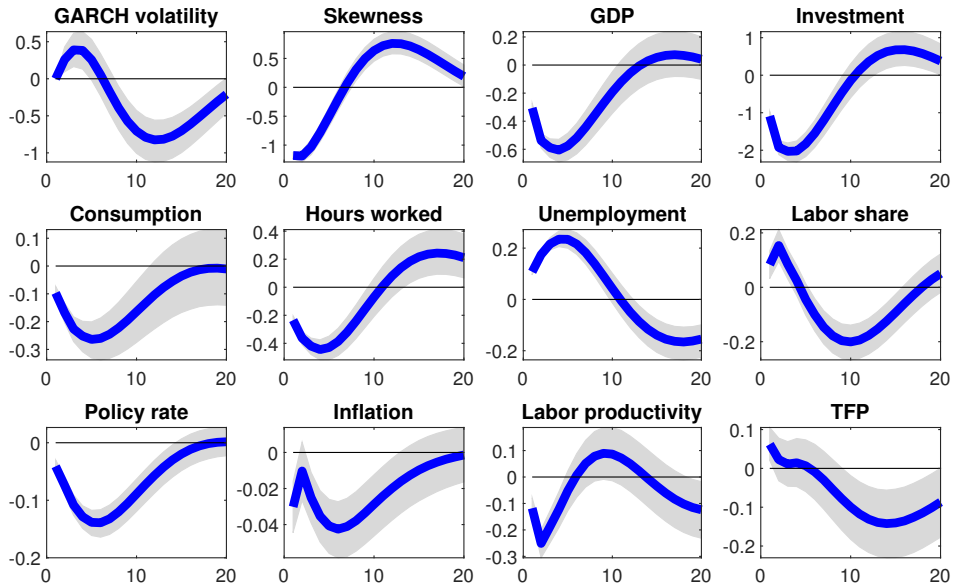 GARCH volatility Skewness GDP Investment
0.5 0 -0.5 -1
0 10 20
0.5 0 -0.5 -1
0 10 20
0.2 0 -0.2 -0.4 -0.6
0 10 20
1 0 -1 -2
0 10 20
Consumption Hours worked Unemployment Labor share
0.1 0 -0.1 -0.2 -0.3
0 10 20
0.4 0.2 0 -0.2 -0.4
0 10 20
0.2 0 -0.2
0 10 20
0.2 0 -0.2
0 10 20
Policy rate Inflation Labor productivity TFP
0 -0.1 -0.2
0 10 20
0 -0.02 -0.04
0 10 20
0.1 0 -0.1 -0.2 -0.3
0 10 20
0.1 0 -0.1 -0.2
0 10 20